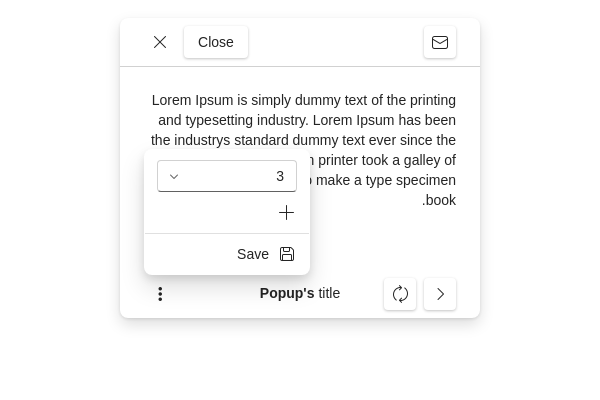 Close
Lorem Ipsum is simply dummy text of the printing
and typesetting industry. Lorem Ipsum has been
the industrys standard dummy text ever since the
printer took a galley of
make a type specimen
.book
3
Save
Popup's title